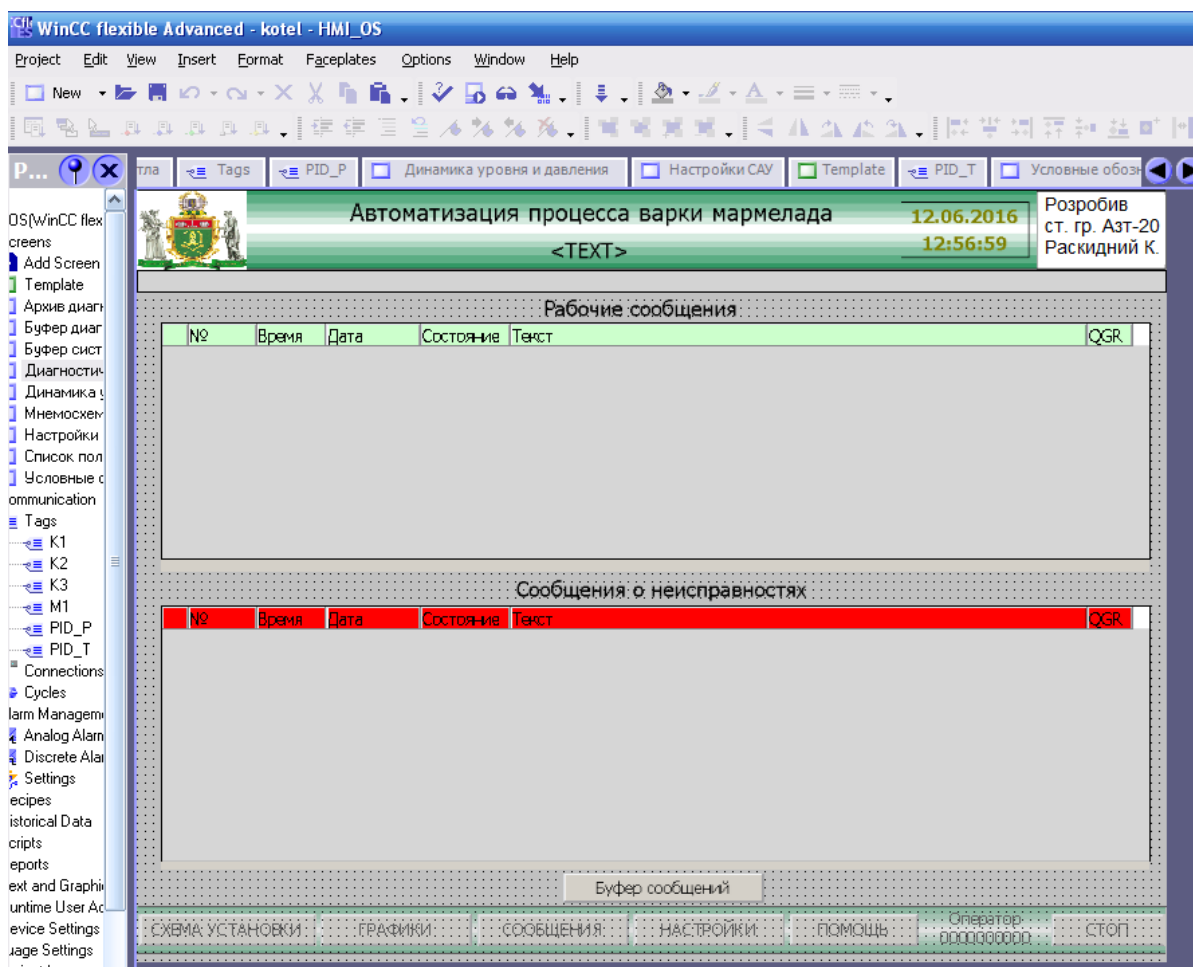 WinCC flexible Advanced - kotel - HMI_OS
Project Edit View Insert Format Faceplates Options Window Help
New
P... тла Tags PID_P Динамика уровня и давления Настройки САУ Template PID_T Условные обозн
OS(WinCC flex
creens
Add Screen
Template
Архив диагн
Буфер диаг
Буфер сист
Диагностич
Динамика у
Мнемосхем
Настройки
Список пол
Условные о
ommunication
Tags
K1
K2
K3
M1
PID_P
PID_T
Connections
Cycles
larm Managem
Analog Alarm
Discrete Alar
Settings
ecipes
istorical Data
cripts
eports
ext and Graphi
untime User Ad
evice Settings
uage Settings
Автоматизация процесса варки мармелада
<TEXT>
12.06.2016
12:56:59
Розробив
ст. гр. Азт-20
Раскидний К.
Рабочие сообщения
№ Время Дата Состояние Текст QGR
Сообщения о неисправностях
№ Время Дата Состояние Текст QGR
Буфер сообщений
СХЕМА УСТАНОВКИ ГРАФИКИ СООБЩЕНИЯ НАСТРОЙКИ ПОМОЩЬ Оператор СТОП
0000000000